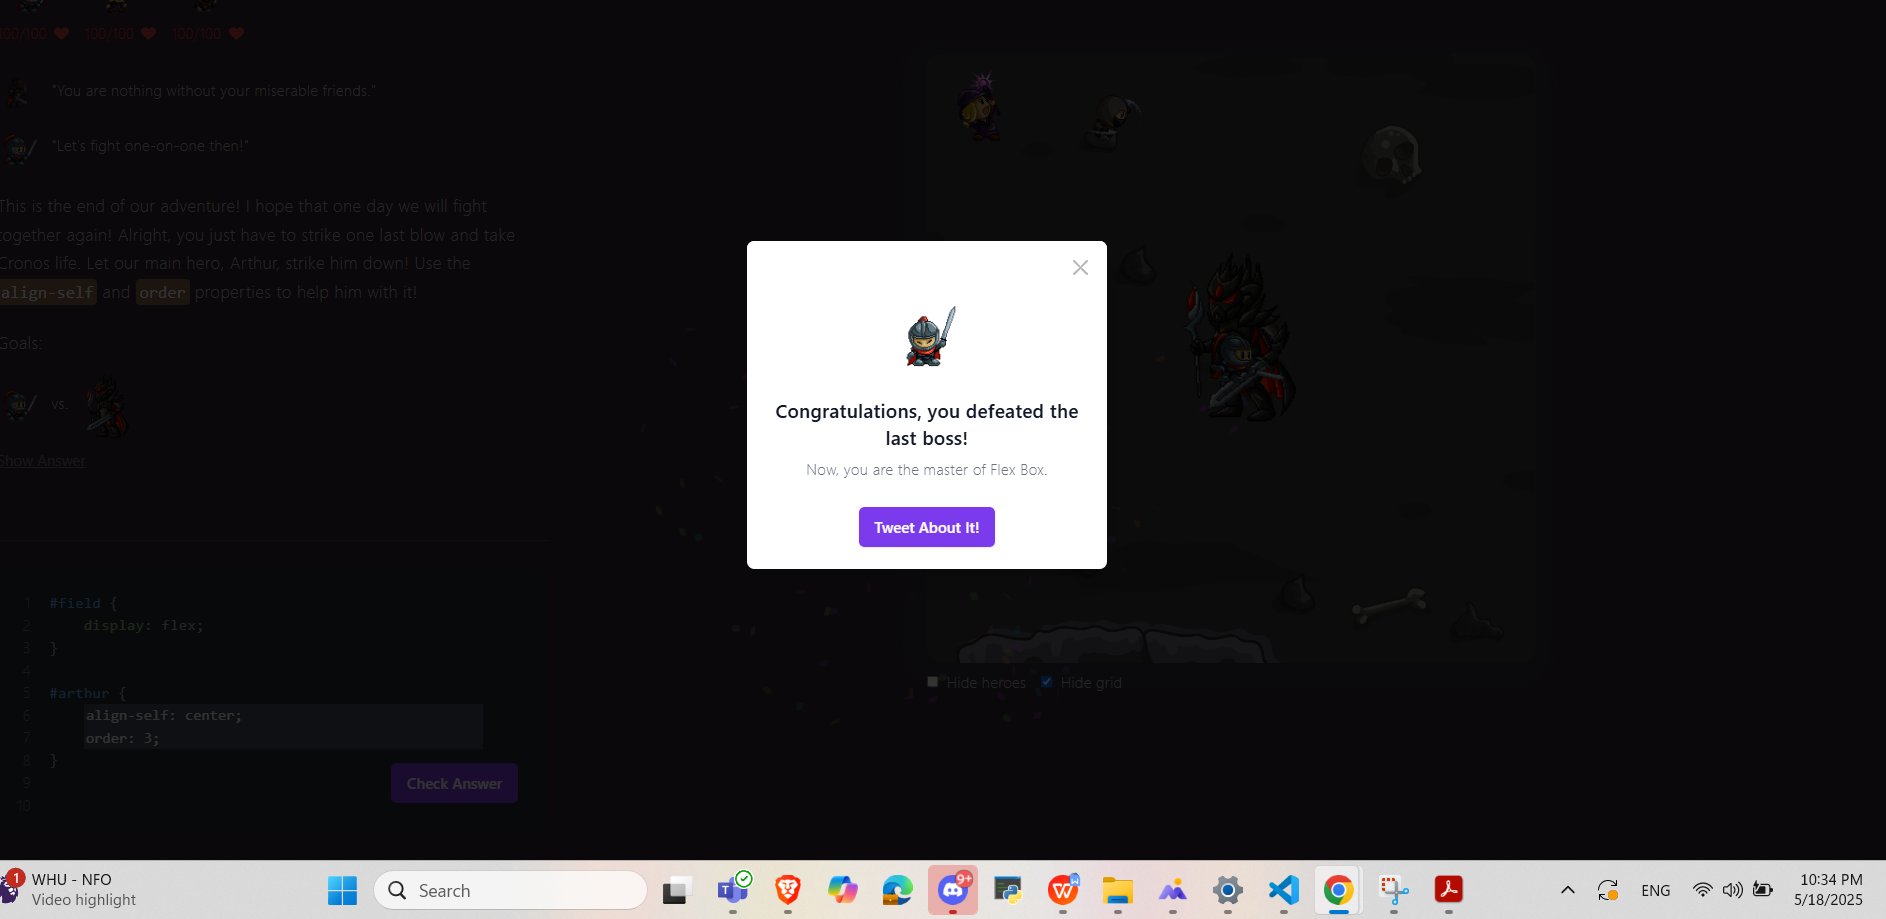 100/100 100/100 100/100
"You are nothing without your miserable friends."
"Let's fight one-on-one then!"
This is the end of our adventure! I hope that one day we will fight
together again! Alright, you just have to strike one last blow and take
Cronos life. Let our main hero, Arthur, strike him down! Use the
align-self and order properties to help him with it!
Goals:
vs.
Show Answer
1 #field {
2 display: flex;
3 }
4
5 #arthur {
6 align-self: center;
7 order: 3;
8 }
9
10
Check Answer
Congratulations, you defeated the
last boss!
Now, you are the master of Flex Box.
Tweet About It!
Hide heroes Hide grid
1 WHU - NFO
Video highlight
Search
T
9+
W
ENG
10:34 PM
5/18/2025